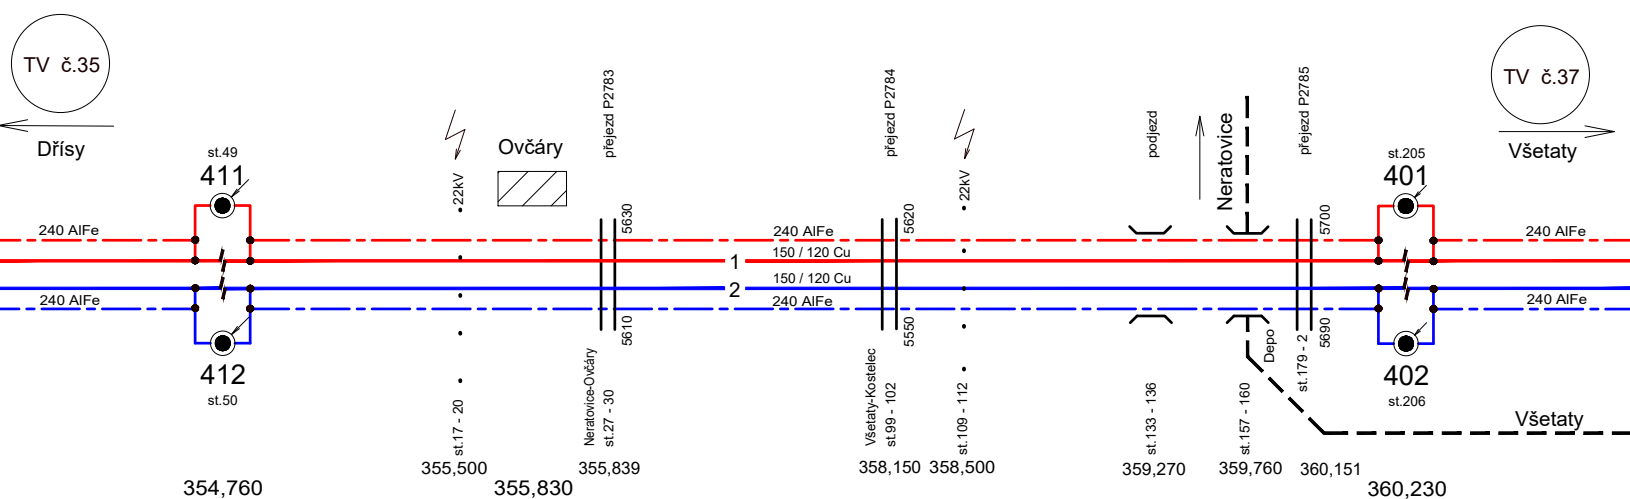 TV č.35
Dřísy
st.49
411
412
st.50
354,760
240 AlFe
240 AlFe
22kV
st.17 - 20
355,500
Ovčáry
355,830
přejezd P2783
5630
5610
Neratovice-Ovčáry
st.27 - 30
355,839
1
2
240 AlFe
150 / 120 Cu
150 / 120 Cu
240 AlFe
přejezd P2784
5620
5550
Všetaty-Kostelec
st.99 - 102
358,150
22kV
st.109 - 112
358,500
podjezd
st.133 - 136
359,270
Neratovice
Depo
st.157 - 160
359,760
přejezd P2785
5700
5690
st.179 - 2
360,151
st.205
401
402
st.206
360,230
TV č.37
Všetaty
240 AlFe
240 AlFe
Všetaty